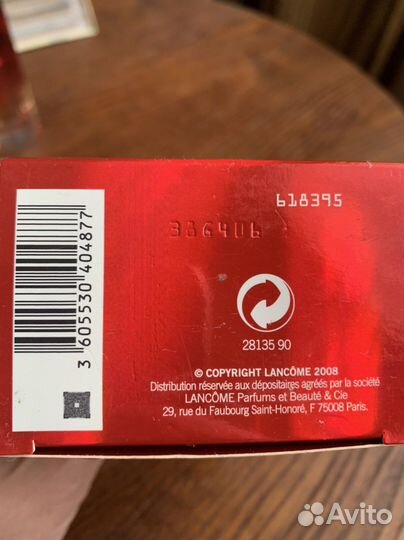 618395
386406
3 605530 404877
28135 90
© COPYRIGHT LANCÔME 2008
Distribution réservée aux dépositaires agréés par la société
LANCÔME Parfums et Beauté & Cie
29, rue du Faubourg Saint-Honoré, F 75008 Paris.
Avito